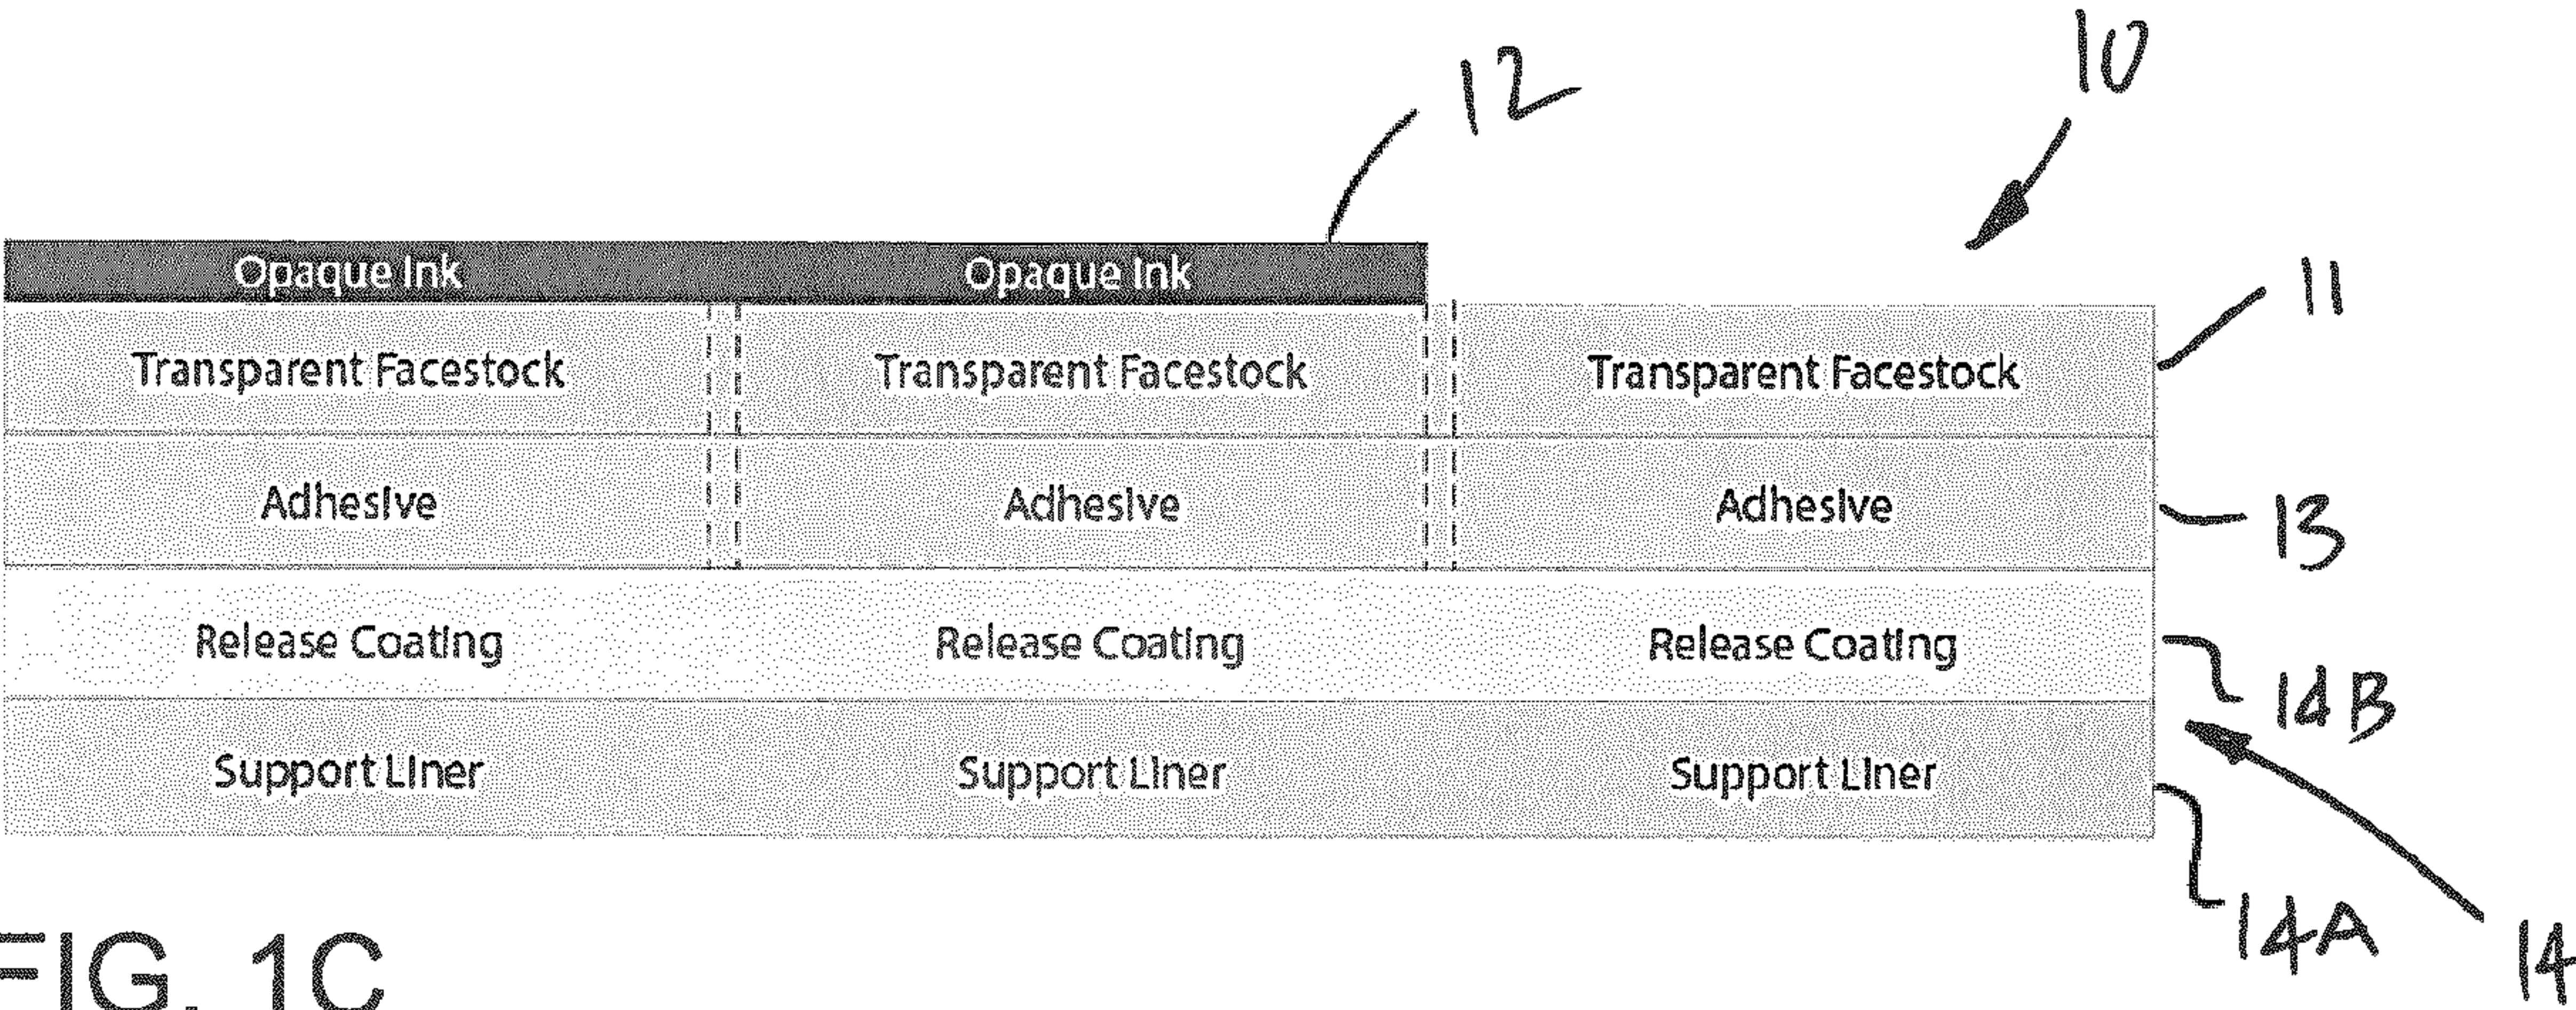 10
12
Opaque Ink Opaque Ink
11
Transparent Facestock Transparent Facestock Transparent Facestock
Adhesive Adhesive Adhesive
13
Release Coating Release Coating Release Coating
14B
Support Liner Support Liner Support Liner
14A
14
FIG. 1C